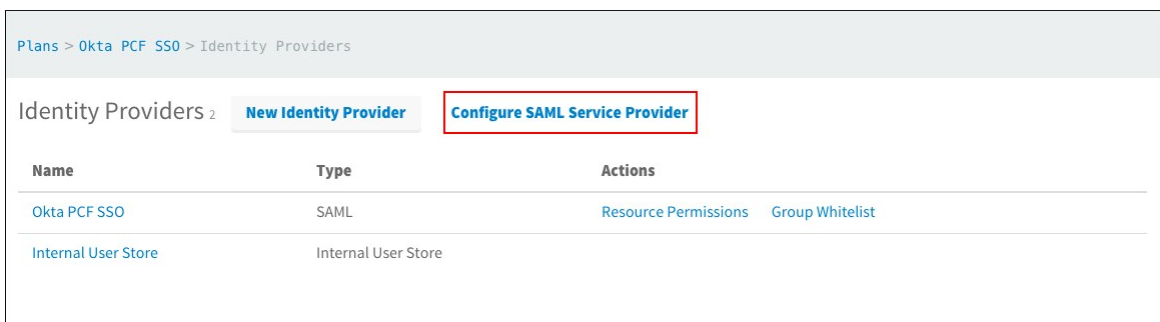 Plans > Okta PCF SSO > Identity Providers
Identity Providers 2 New Identity Provider Configure SAML Service Provider
Name Type Actions
Okta PCF SSO SAML Resource Permissions Group Whitelist
Internal User Store Internal User Store